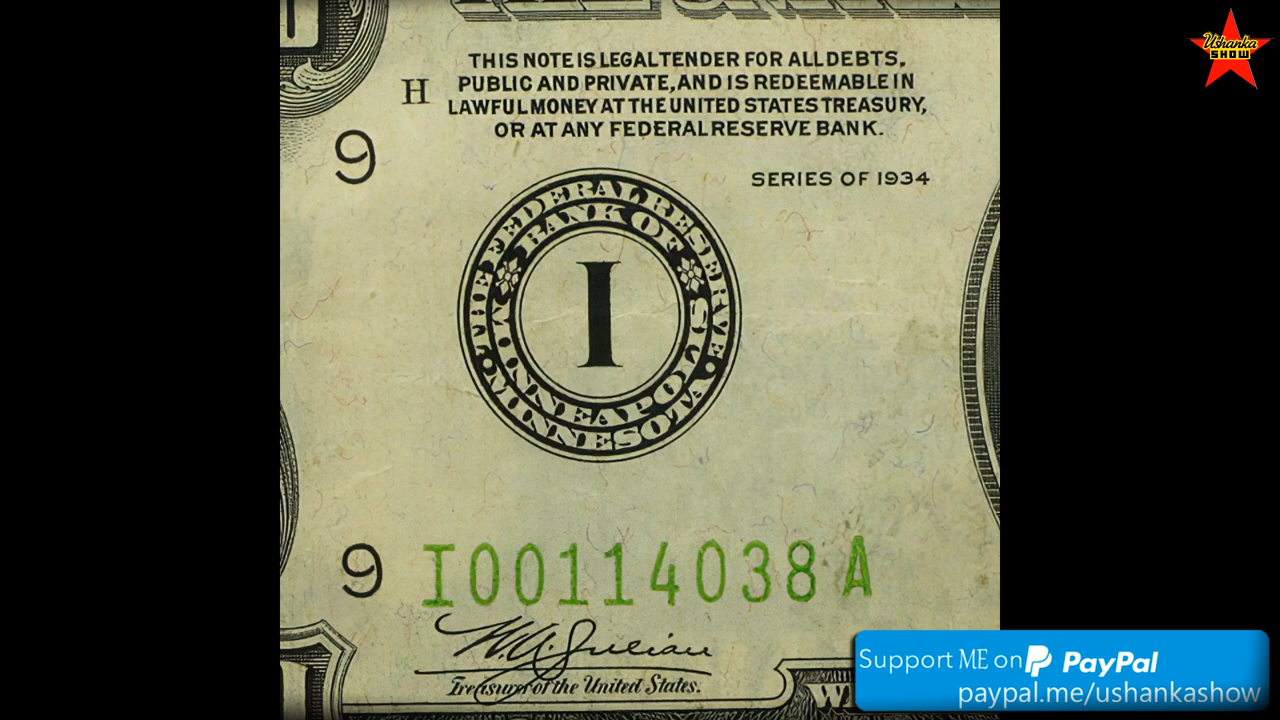 Ushanka
SHOW
THIS NOTE IS LEGAL TENDER FOR ALL DEBTS,
PUBLIC AND PRIVATE, AND IS REDEEMABLE IN
LAWFUL MONEY AT THE UNITED STATES TREASURY,
OR AT ANY FEDERAL RESERVE BANK.
H
9
SERIES OF 1934
THE FEDERAL RESERVE
BANK OF
I
MINNEAPOLIS
MINNESOTA
9
I00114038A
W.A. Julian
Treasurer of the United States.
Support ME on PayPal
paypal.me/ushankashow